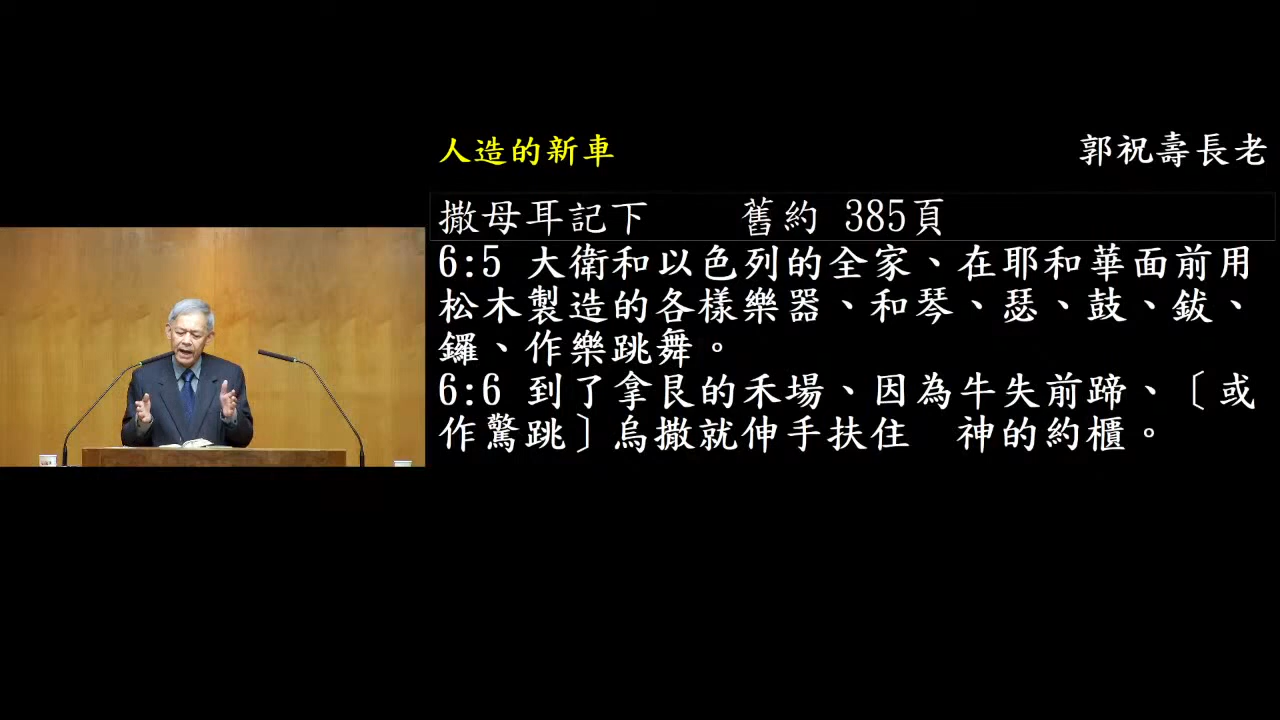 人造的新車 郭祝壽長老
撒母耳記下 舊約 385頁
6:5 大衛和以色列的全家、在耶和華面前用
松木製造的各樣樂器、和琴、瑟、鼓、鈸、
鑼、作樂跳舞。
6:6 到了拿艮的禾場、因為牛失前蹄、〔或
作驚跳〕烏撒就伸手扶住　神的約櫃。